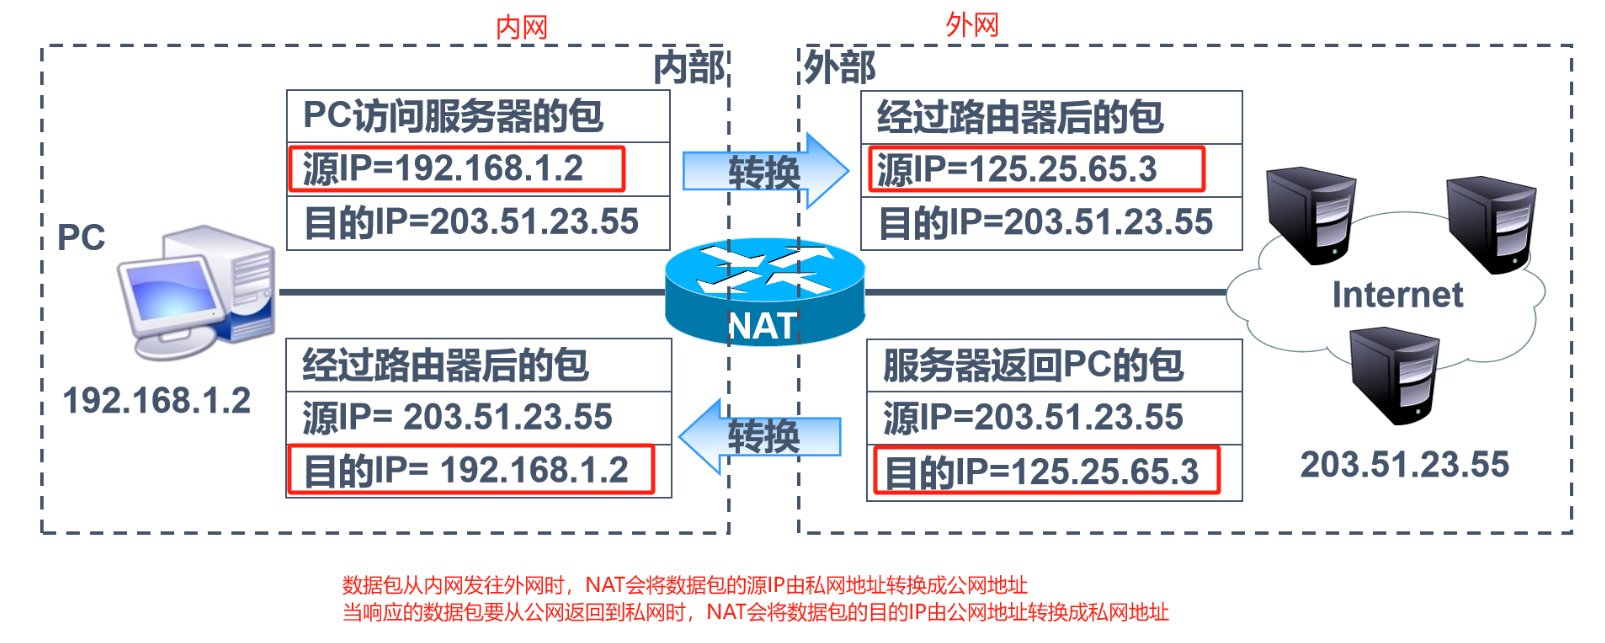 内网
外网
内部
外部
PC访问服务器的包
源IP=192.168.1.2
目的IP=203.51.23.55
转换
经过路由器后的包
源IP=125.25.65.3
目的IP=203.51.23.55
PC
192.168.1.2
NAT
Internet
经过路由器后的包
源IP= 203.51.23.55
目的IP= 192.168.1.2
转换
服务器返回PC的包
源IP=203.51.23.55
目的IP=125.25.65.3
203.51.23.55
数据包从内网发往外网时，NAT会将数据包的源IP由私网地址转换成公网地址
当响应的数据包要从公网返回到私网时，NAT会将数据包的目的IP由公网地址转换成私网地址